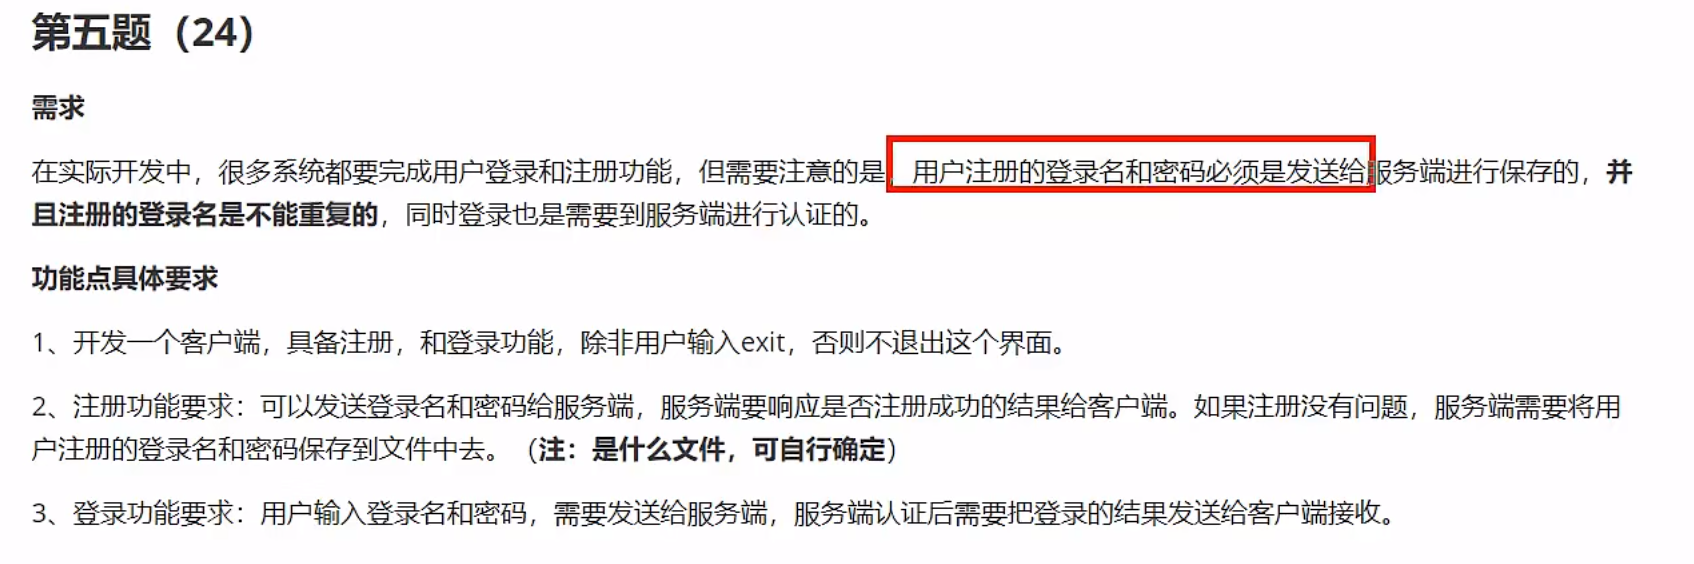 第五题（24）
需求
在实际开发中，很多系统都要完成用户登录和注册功能，但需要注意的是，用户注册的登录名和密码必须是发送给服务端进行保存的，并
且注册的登录名是不能重复的，同时登录也是需要到服务端进行认证的。
功能点具体要求
1、开发一个客户端，具备注册，和登录功能，除非用户输入exit，否则不退出这个界面。
2、注册功能要求：可以发送登录名和密码给服务端，服务端要响应是否注册成功的结果给客户端。如果注册没有问题，服务端需要将用
户注册的登录名和密码保存到文件中去。（注：是什么文件，可自行确定）
3、登录功能要求：用户输入登录名和密码，需要发送给服务端，服务端认证后需要把登录的结果发送给客户端接收。